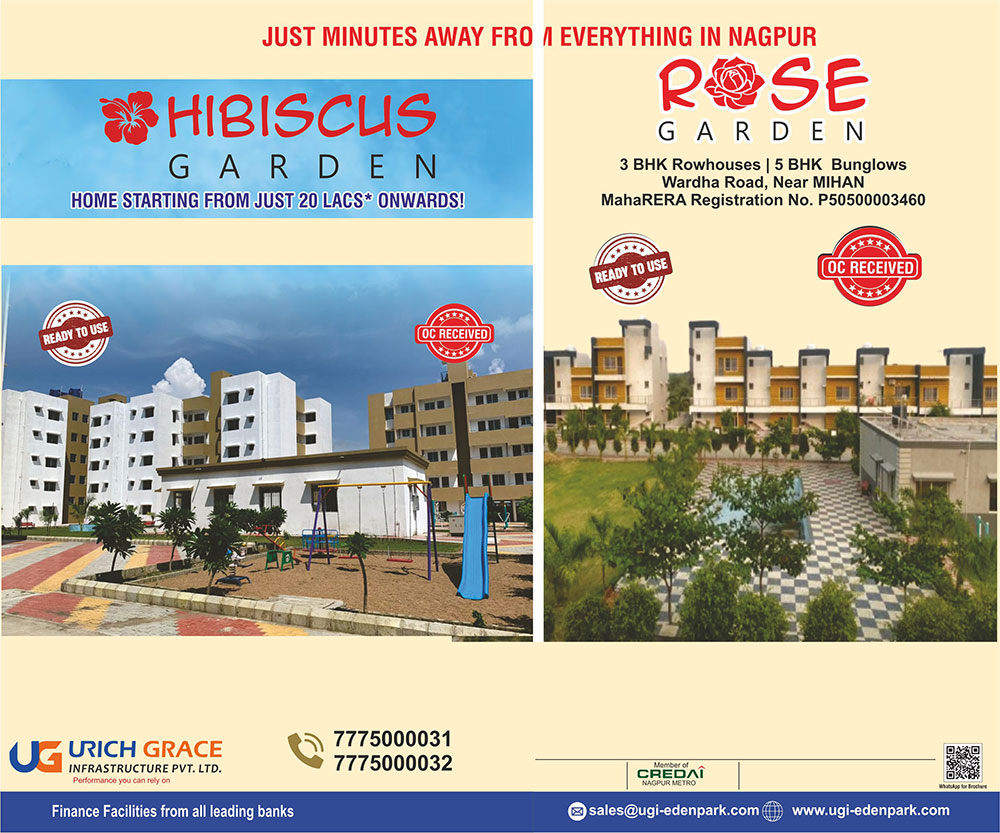 JUST MINUTES AWAY FROM EVERYTHING IN NAGPUR
HIBISCUS
GARDEN
HOME STARTING FROM JUST 20 LACS* ONWARDS!
READY TO USE
OC RECEIVED
ROSE
GARDEN
3 BHK Rowhouses | 5 BHK Bunglows
Wardha Road, Near MIHAN
MahaRERA Registration No. P50500003460
READY TO USE
OC RECEIVED
UG URICH GRACE
INFRASTRUCTURE PVT. LTD.
Performance you can rely on
7775000031
7775000032
Member of
CREDAI
NAGPUR METRO
WhatsApp for Brochure
Finance Facilities from all leading banks
sales@ugi-edenpark.com
www.ugi-edenpark.com